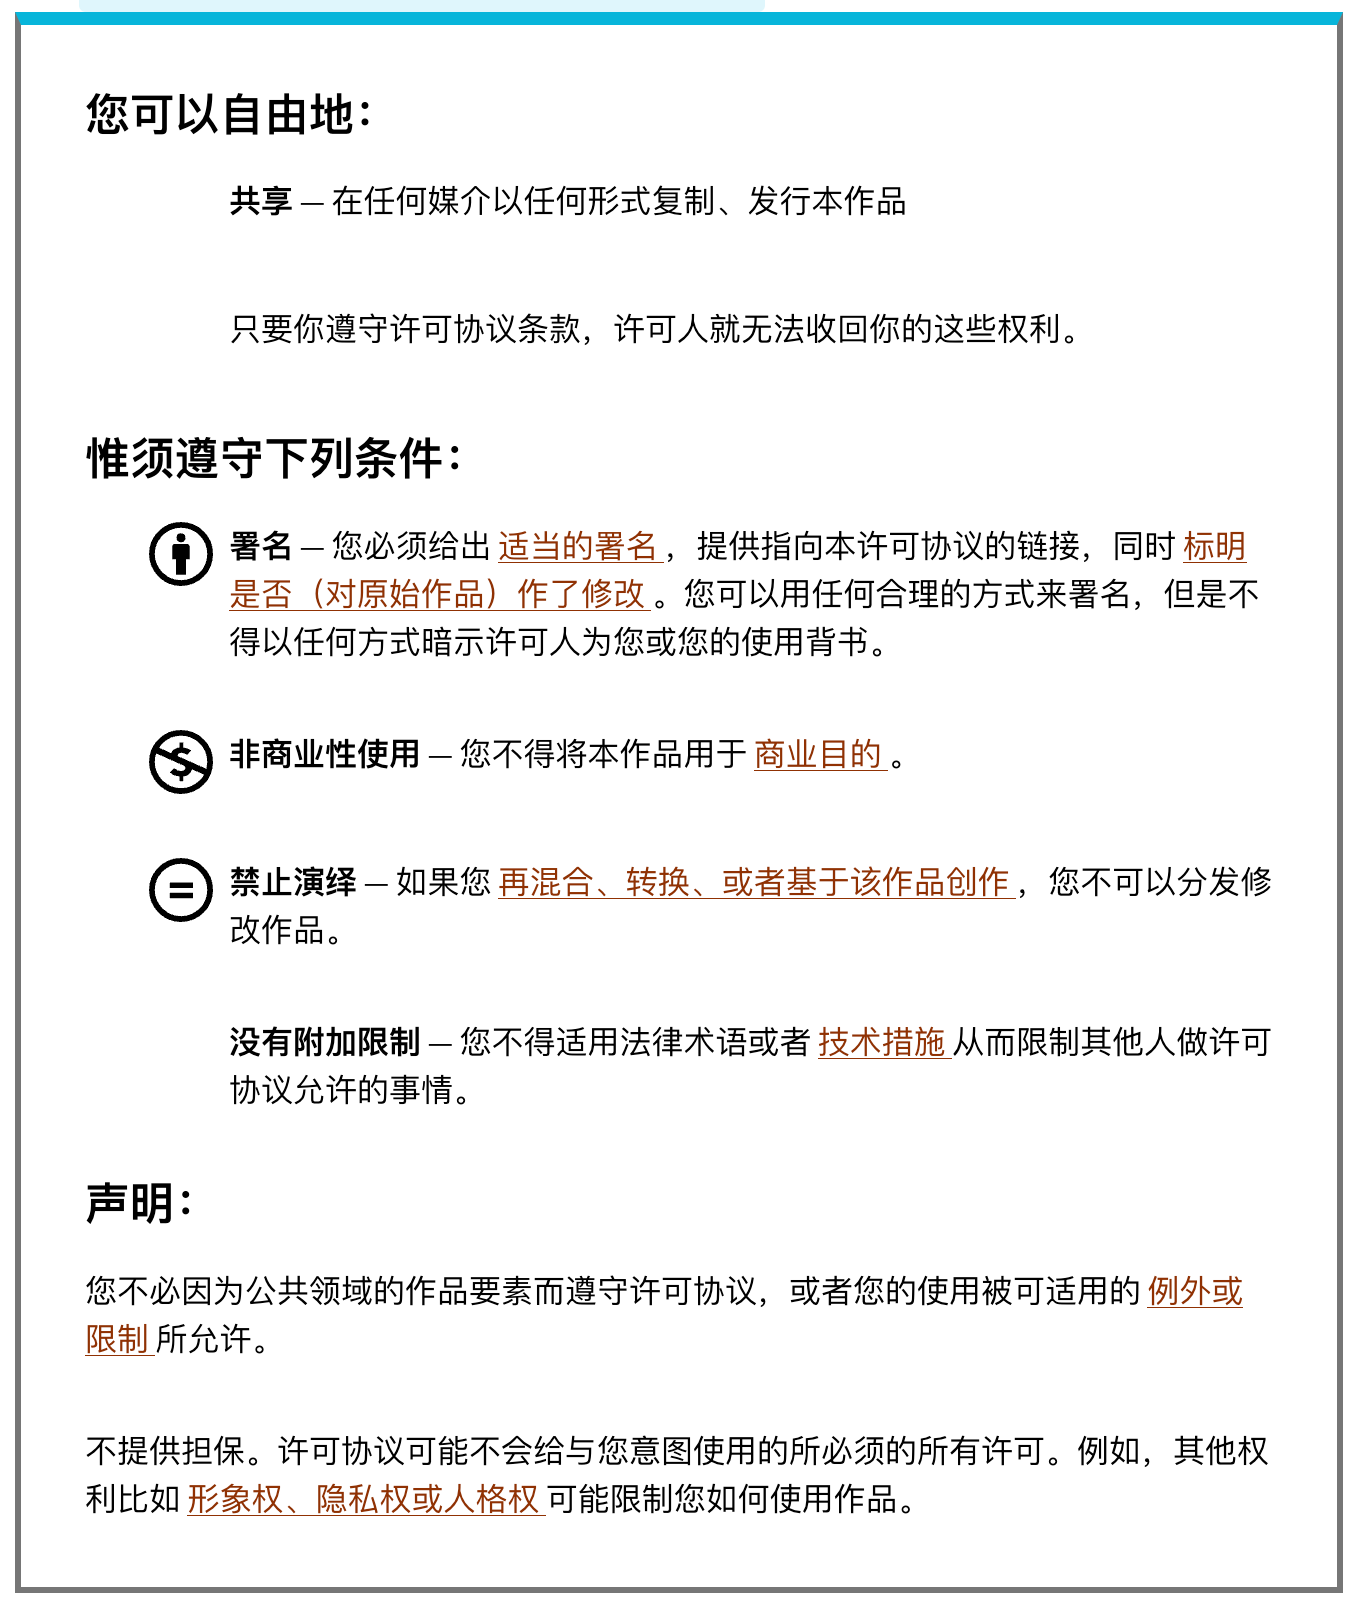 您可以自由地：
共享 — 在任何媒介以任何形式复制、发行本作品
只要你遵守许可协议条款，许可人就无法收回你的这些权利。
惟须遵守下列条件：
署名 — 您必须给出 适当的署名 ，提供指向本许可协议的链接，同时 标明
是否（对原始作品）作了修改 。您可以用任何合理的方式来署名，但是不
得以任何方式暗示许可人为您或您的使用背书。
非商业性使用 — 您不得将本作品用于 商业目的 。
禁止演绎 — 如果您 再混合、转换、或者基于该作品创作 ，您不可以分发修
改作品。
没有附加限制 — 您不得适用法律术语或者 技术措施 从而限制其他人做许可
协议允许的事情。
声明：
您不必因为公共领域的作品要素而遵守许可协议，或者您的使用被可适用的 例外或
限制 所允许。
不提供担保。许可协议可能不会给与您意图使用的所必须的所有许可。例如，其他权
利比如 形象权、隐私权或人格权 可能限制您如何使用作品。